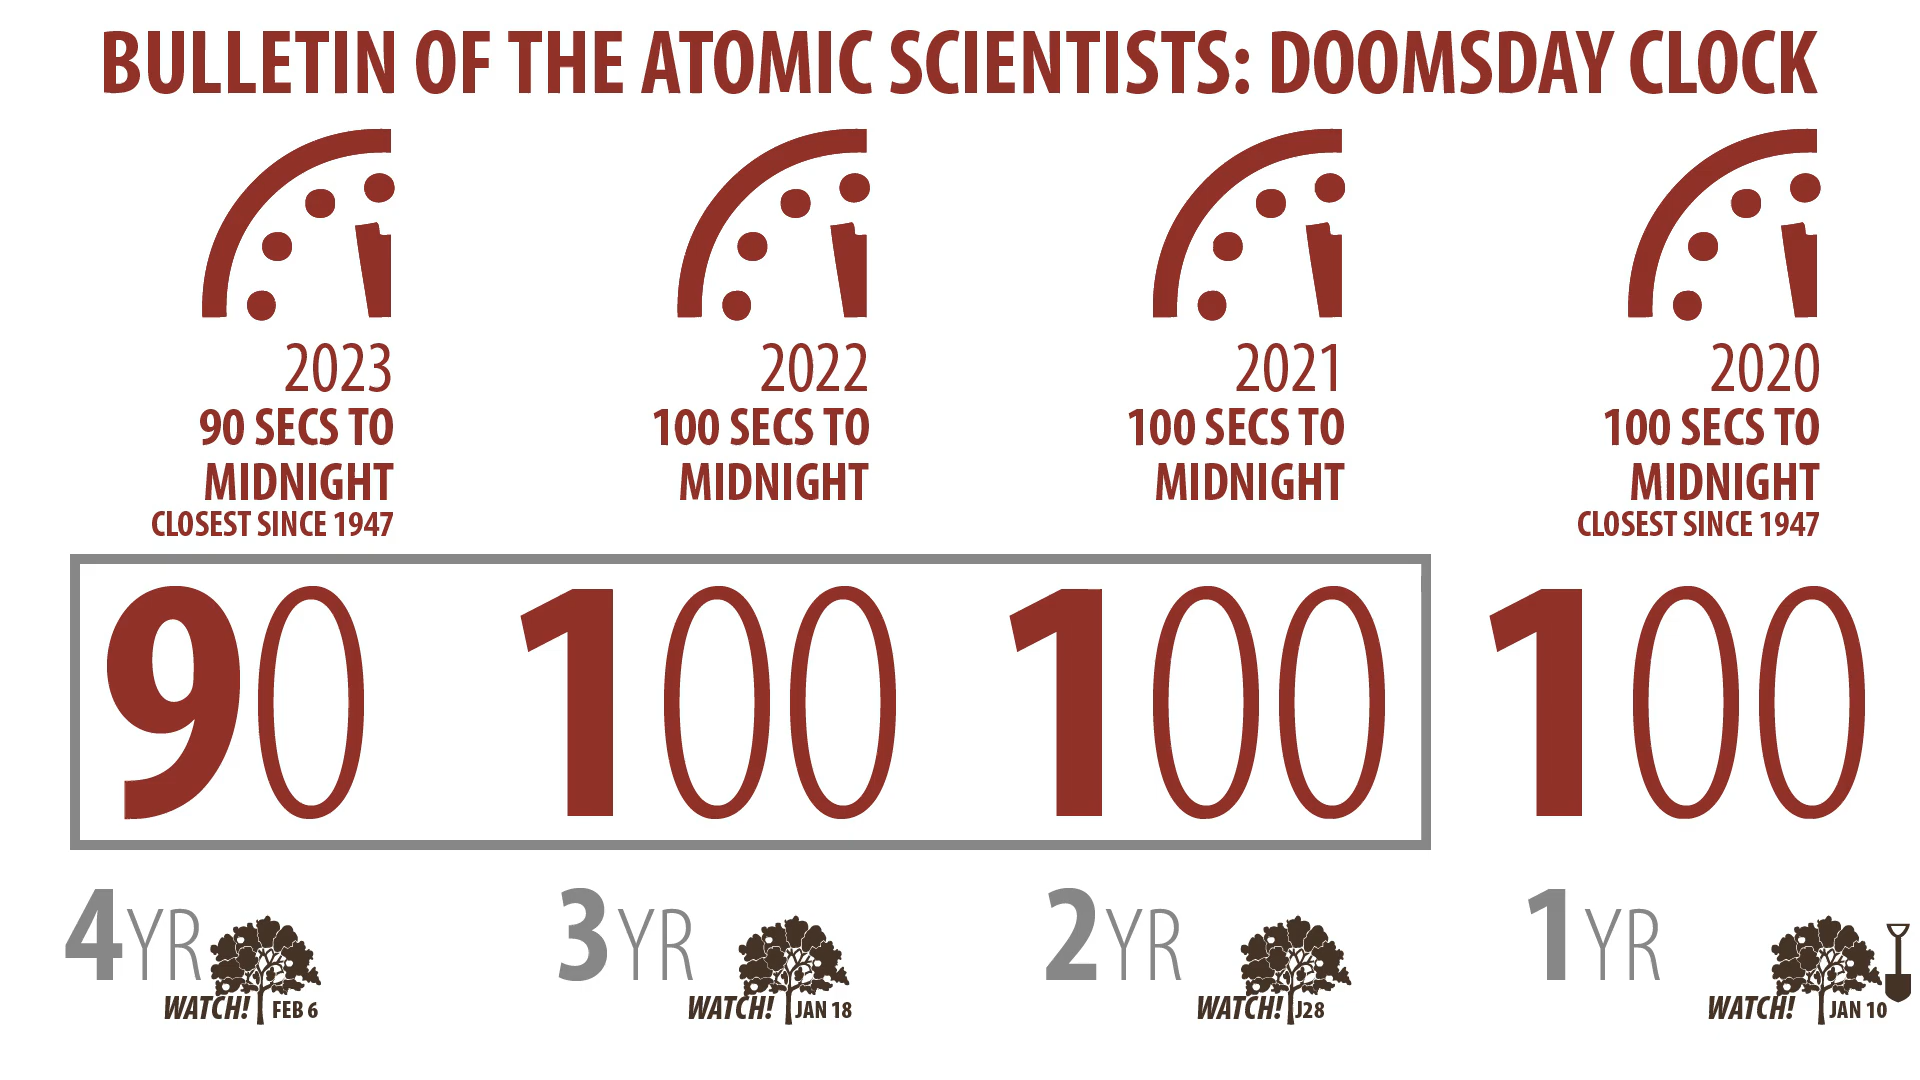 BULLETIN OF THE ATOMIC SCIENTISTS: DOOMSDAY CLOCK
2023
90 SECS TO
MIDNIGHT
CLOSEST SINCE 1947
2022
100 SECS TO
MIDNIGHT
2021
100 SECS TO
MIDNIGHT
2020
100 SECS TO
MIDNIGHT
CLOSEST SINCE 1947
90
100
100
100
4YR
WATCH! FEB 6
3YR
WATCH! JAN 18
2YR
WATCH! J28
1YR
WATCH! JAN 10